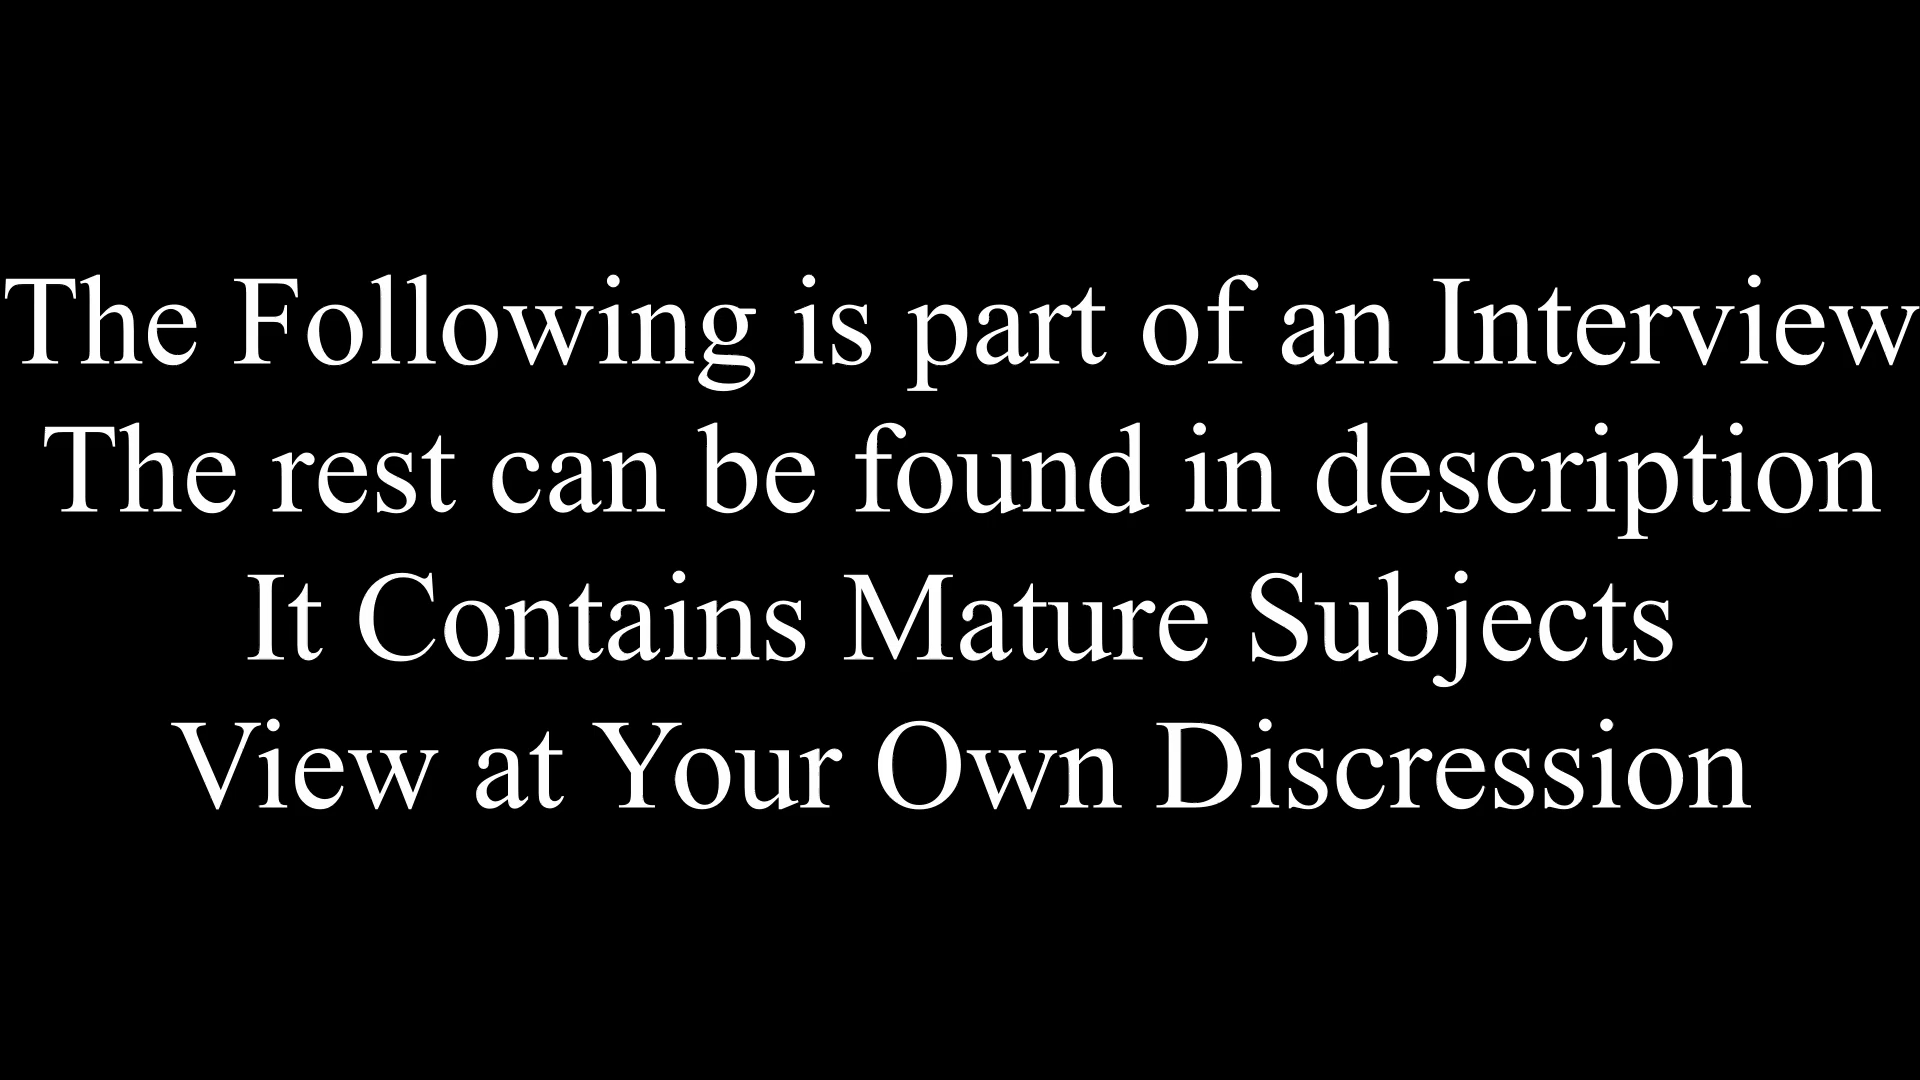 The Following is part of an Interview
The rest can be found in description
It Contains Mature Subjects
View at Your Own Discression